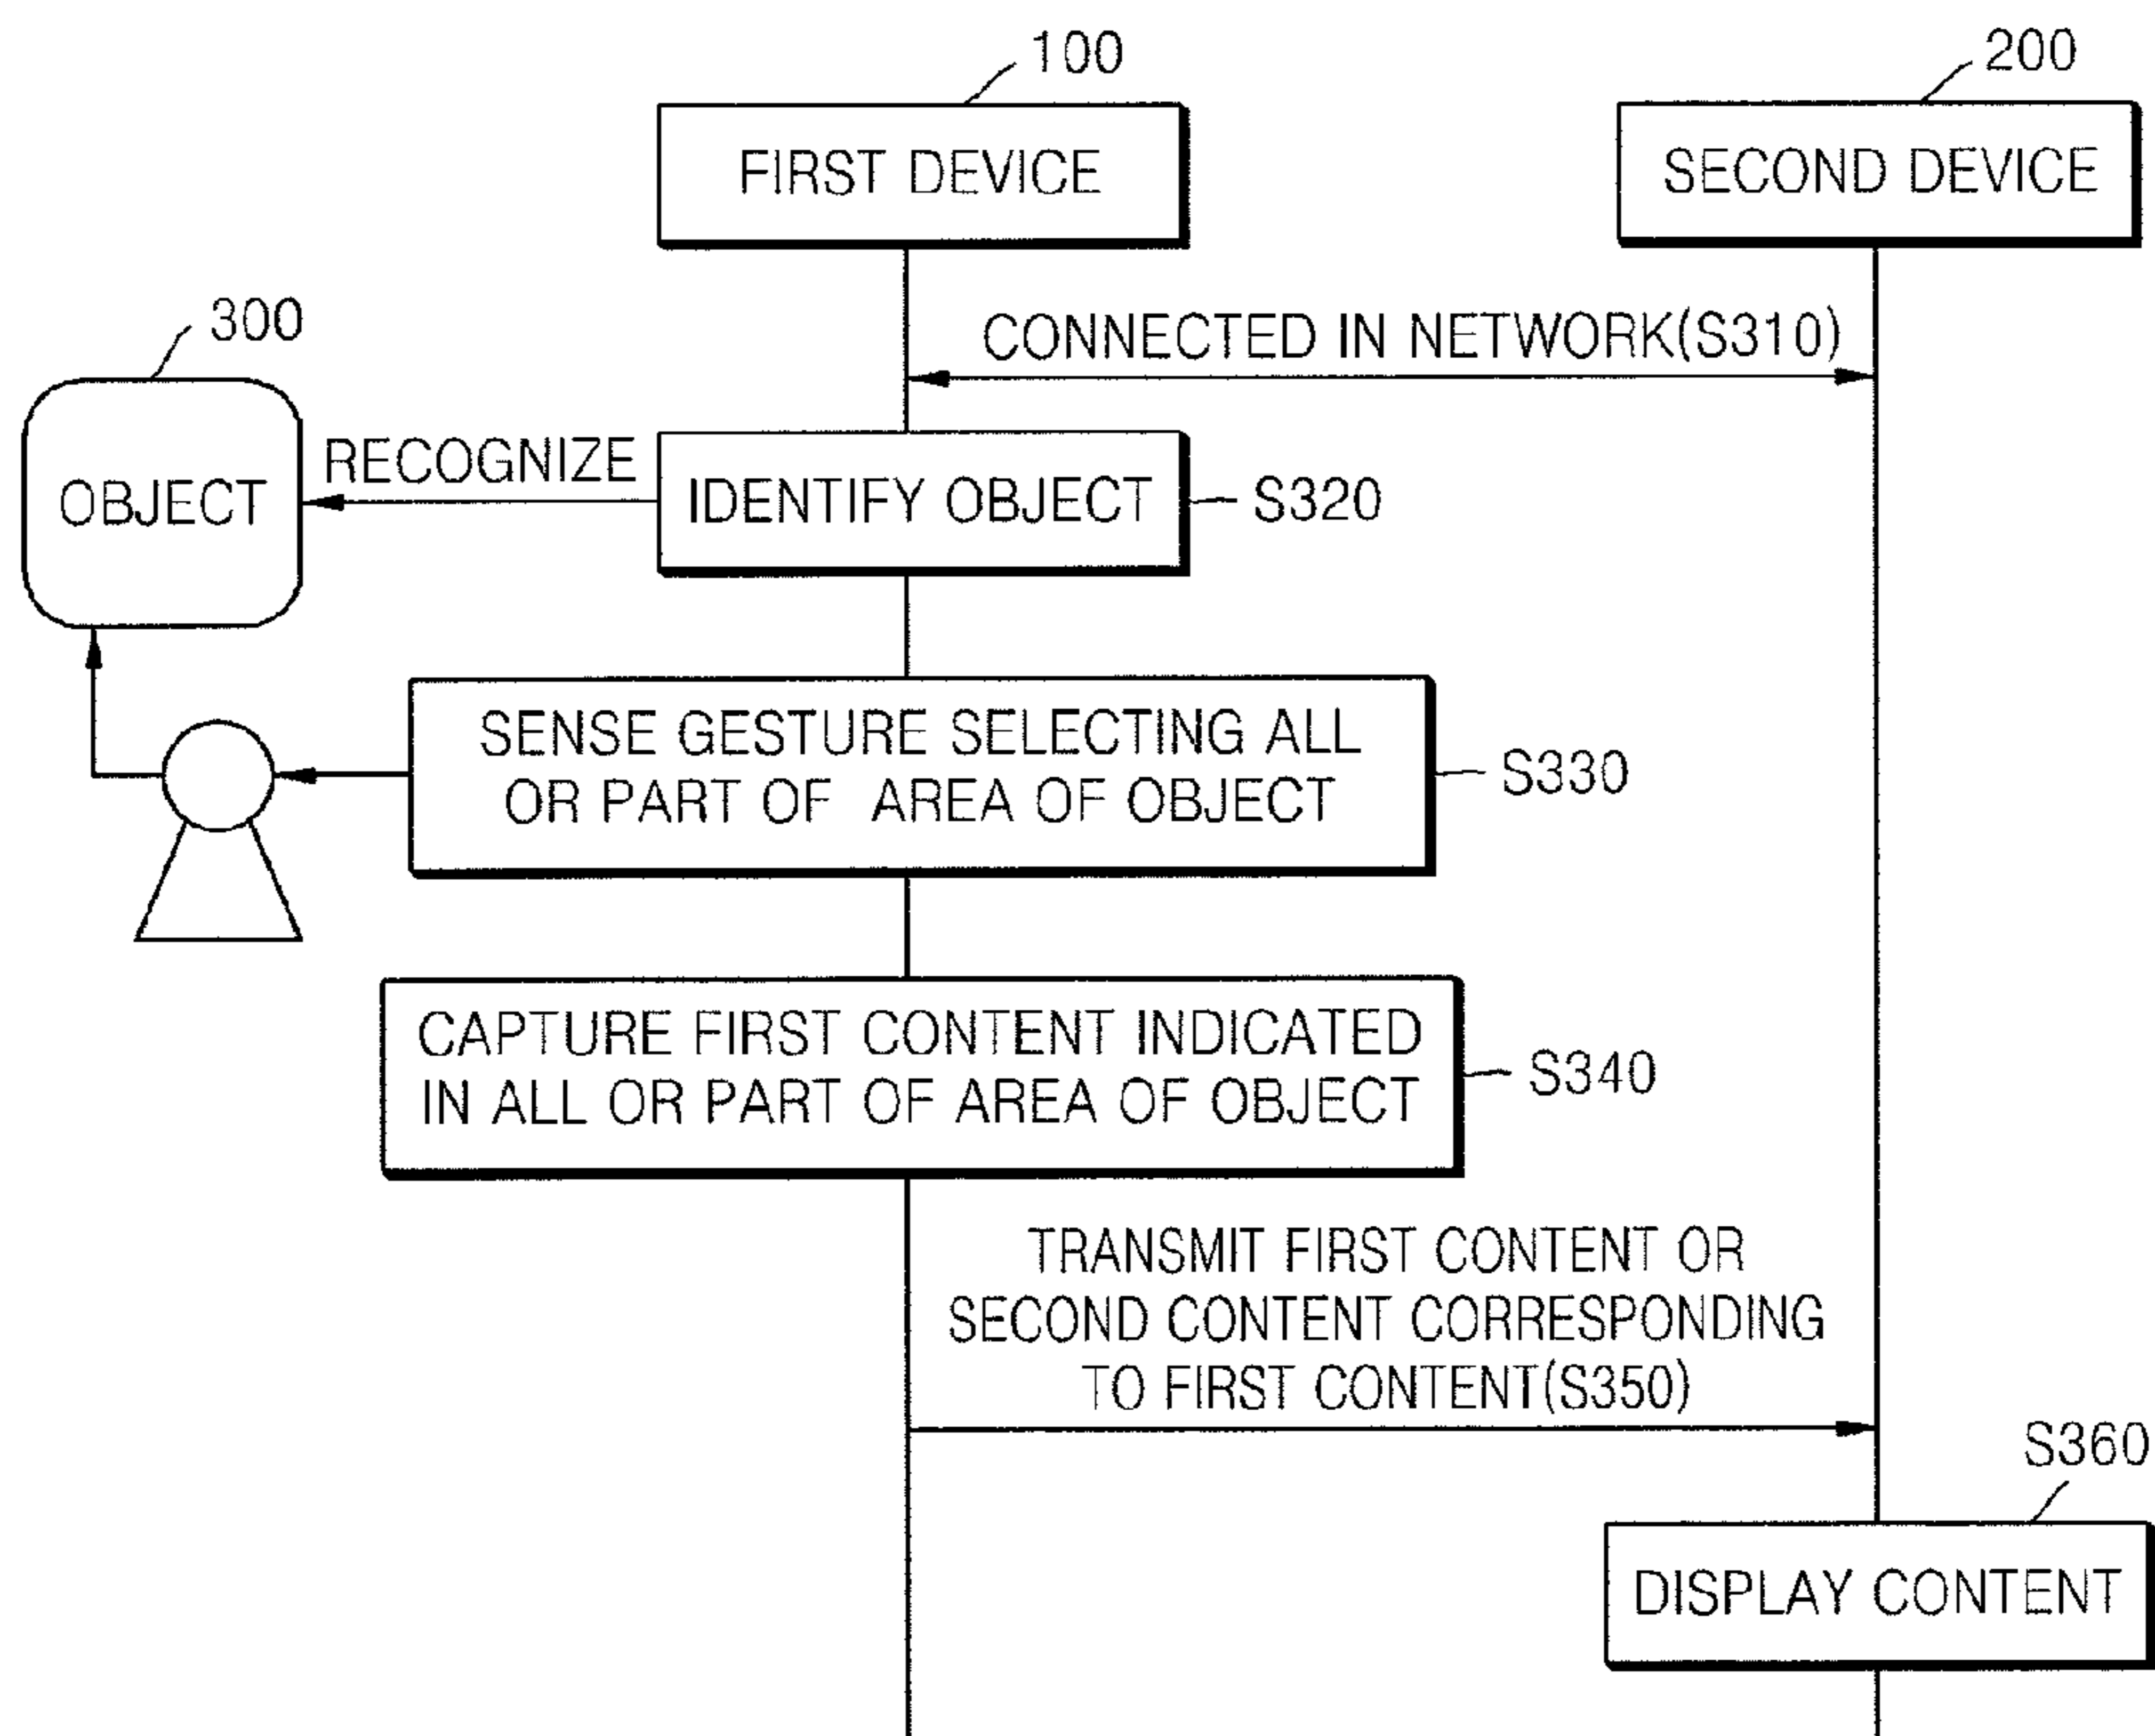 100
200
FIRST DEVICE
SECOND DEVICE
300
CONNECTED IN NETWORK(S310)
OBJECT
RECOGNIZE
IDENTIFY OBJECT
S320
SENSE GESTURE SELECTING ALL
OR PART OF AREA OF OBJECT
S330
CAPTURE FIRST CONTENT INDICATED
IN ALL OR PART OF AREA OF OBJECT
S340
TRANSMIT FIRST CONTENT OR
SECOND CONTENT CORRESPONDING
TO FIRST CONTENT(S350)
S360
DISPLAY CONTENT